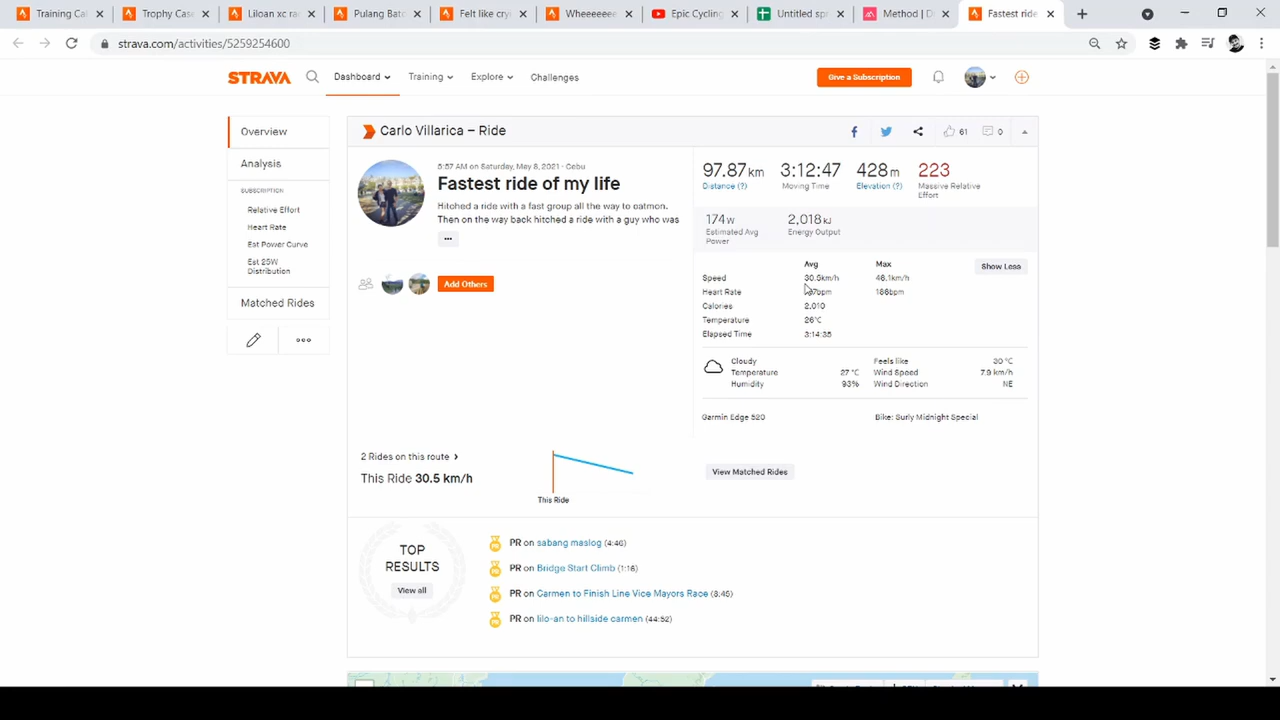 Training Cal
Trophy Case
Liloan xc ra
Pulang Bato
Felt like cry
Wheeeeeee
Epic Cycling
Untitled spr
Method | D
Fastest ride
strava.com/activities/5259254600
STRAVA
Dashboard
Training
Explore
Challenges
Give a Subscription
Overview
Analysis
SUBSCRIPTION
Relative Effort
Heart Rate
Est Power Curve
Est 25W
Distribution
Matched Rides
Carlo Villarica – Ride
61
0
5:57 AM on Saturday, May 8, 2021 · Cebu
Fastest ride of my life
Hitched a ride with a fast group all the way to catmon.
Then on the way back hitched a ride with a guy who was
Add Others
97.87km
Distance (?)
3:12:47
Moving Time
428m
Elevation (?)
223
Massive Relative
Effort
174W
Estimated Avg
Power
2,018kJ
Energy Output
Avg Max
Show Less
Speed 30.5km/h 46.1km/h
Heart Rate 186bpm
Calories 2,010
Temperature 26℃
Elapsed Time 3:14:35
Cloudy
Temperature 27 ℃
Humidity 93%
Feels like 30 ℃
Wind Speed 7.9 km/h
Wind Direction NE
Garmin Edge 520
Bike: Surly Midnight Special
2 Rides on this route
This Ride 30.5 km/h
This Ride
View Matched Rides
TOP
RESULTS
View all
PR on sabang maslog (4:46)
PR on Bridge Start Climb (1:16)
PR on Carmen to Finish Line Vice Mayors Race (3:45)
PR on lilo-an to hillside carmen (44:52)